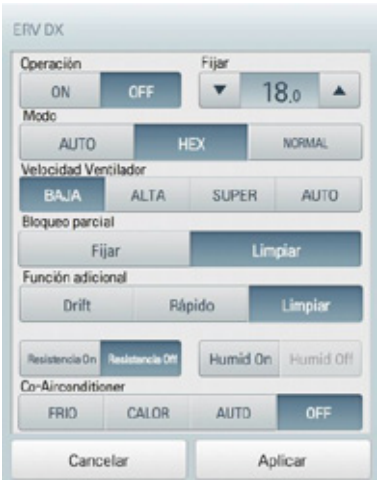 ERV DX
Operación Fijar
ON OFF ▼ 18.0 ▲
Modo
AUTO HEX NORMAL
Velocidad Ventilador
BAJA ALTA SUPER AUTO
Bloqueo parcial
Fijar Limpiar
Función adicional
Drift Rápido Limpiar
Resistencia On Resistencia Off Humid On Humid Off
Co-Airconditioner
FRIO CALOR AUTO OFF
Cancelar Aplicar